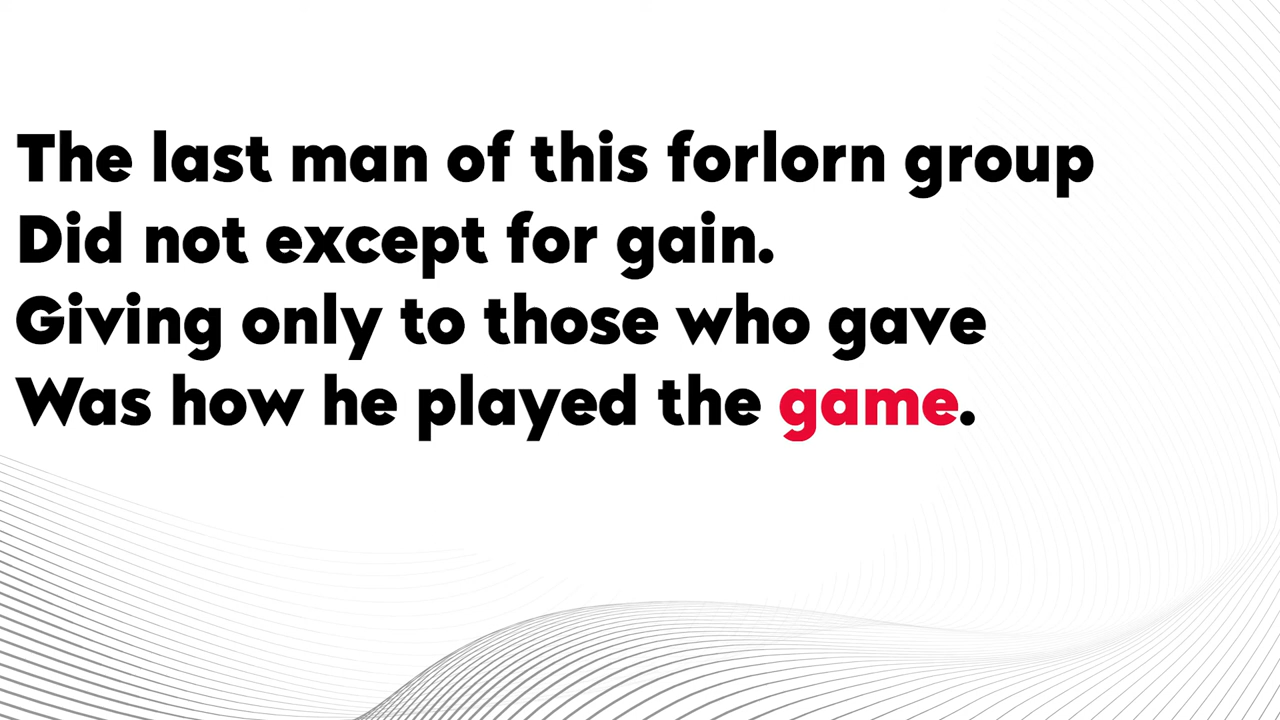 The last man of this forlorn group
Did not except for gain.
Giving only to those who gave
Was how he played the game.